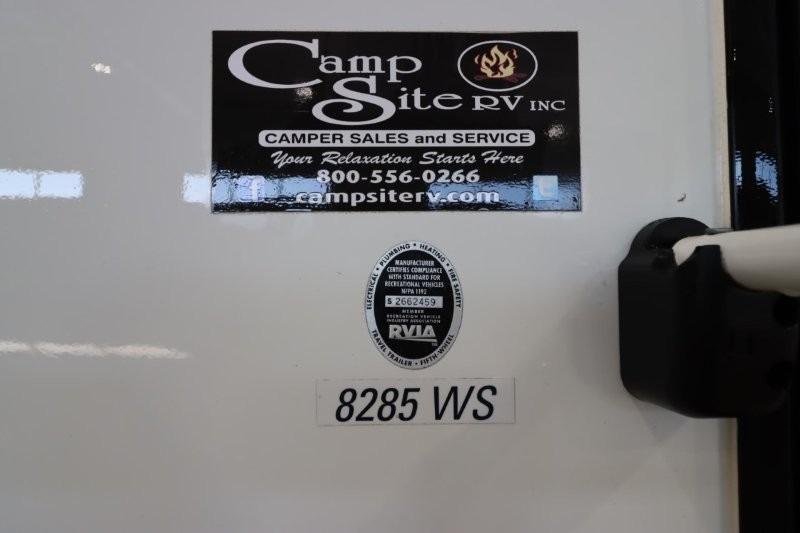 Camp
Site RV INC
CAMPER SALES and SERVICE
Your Relaxation Starts Here
800-556-0266
f campsiterv.com t
ELECTRICAL • PLUMBING • HEATING • FIRE SAFETY
MANUFACTURER
CERTIFIES COMPLIANCE
WITH STANDARD FOR
RECREATIONAL VEHICLES
NFPA 1192
S 2662459
MEMBER
RECREATION VEHICLE
INDUSTRY ASSOCIATION
RVIA
TRAVEL TRAILER • FIFTH-WHEEL
8285 WS